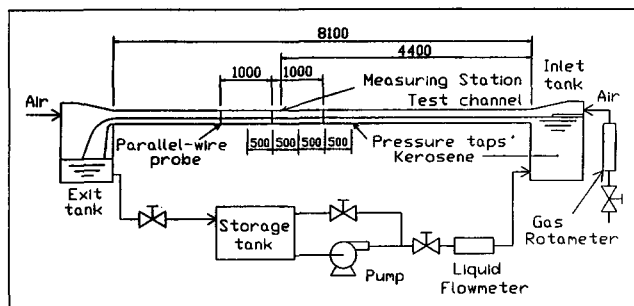 8100
4400
1000
1000
Inlet
tank
Measuring Station
Test channel
Air
Air
Parallel-wire
probe
500
500
500
500
Pressure taps'
Kerosene
Exit
tank
Storage
tank
Pump
Liquid
Flowmeter
Gas
Rotameter